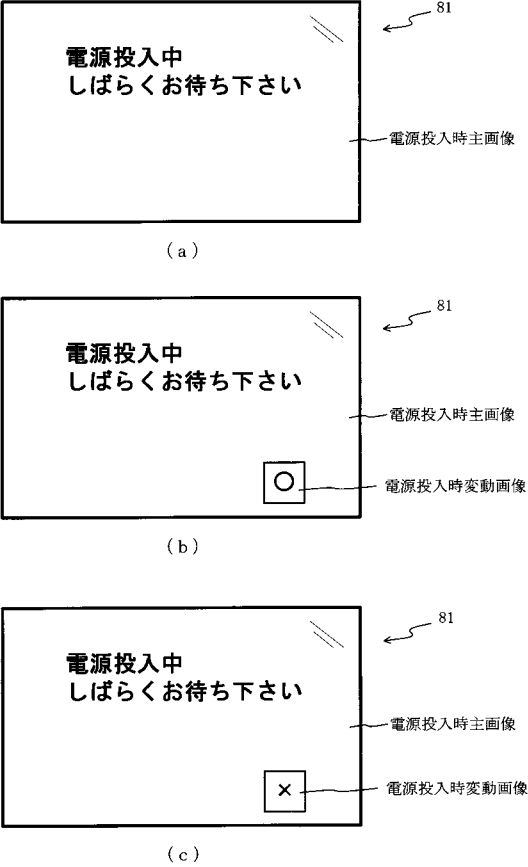 81
電源投入中
しばらくお待ち下さい
電源投入時主画像
(a)
81
電源投入中
しばらくお待ち下さい
電源投入時主画像
○
電源投入時変動画像
(b)
81
電源投入中
しばらくお待ち下さい
電源投入時主画像
×
電源投入時変動画像
(c)